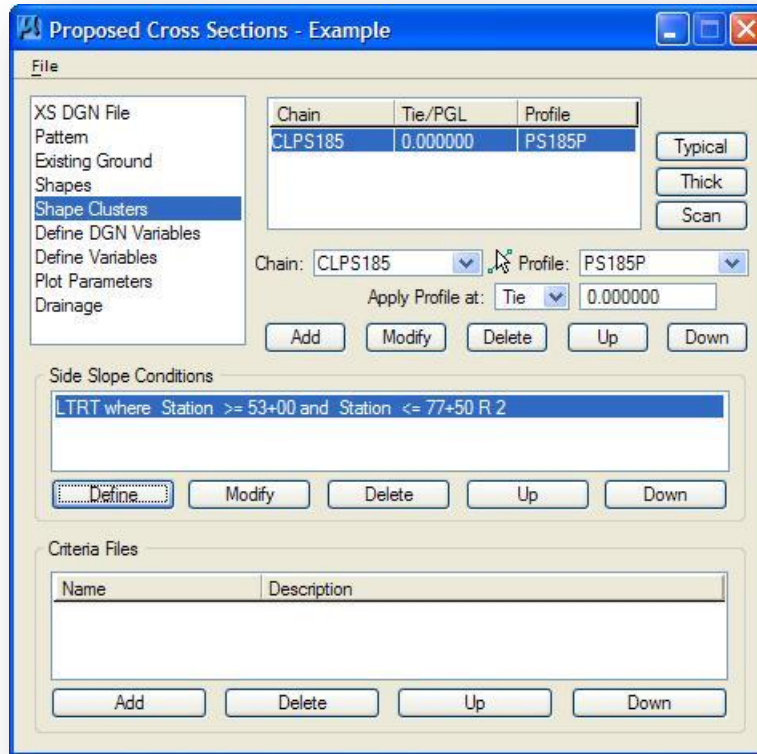 Proposed Cross Sections - Example
File
XS DGN File
Pattern
Existing Ground
Shapes
Shape Clusters
Define DGN Variables
Define Variables
Plot Parameters
Drainage
Chain Tie/PGL Profile
CLPS185 0.000000 PS185P
Typical
Thick
Scan
Chain: CLPS185 Profile: PS185P
Apply Profile at: Tie 0.000000
Add Modify Delete Up Down
Side Slope Conditions
LTRT where Station >= 53+00 and Station <= 77+50 R 2
Define Modify Delete Up Down
Criteria Files
Name Description
Add Delete Up Down